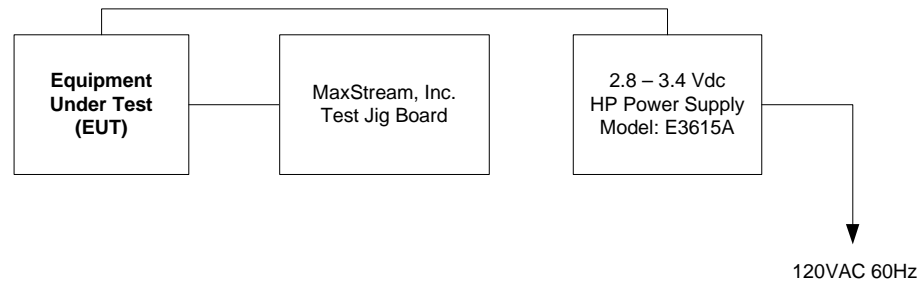 Equipment
Under Test
(EUT)
MaxStream, Inc.
Test Jig Board
2.8 – 3.4 Vdc
HP Power Supply
Model: E3615A
120VAC 60Hz